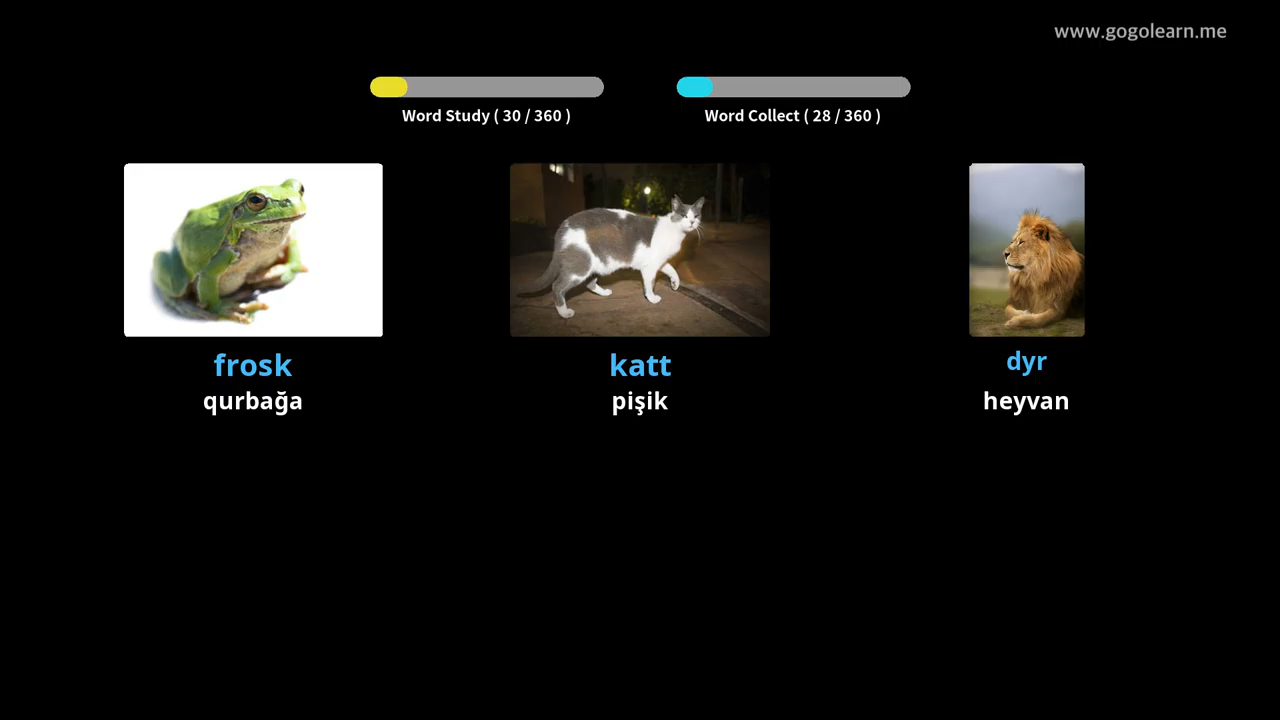 www.gogolearn.me
Word Study ( 30 / 360 )
Word Collect ( 28 / 360 )
frosk
katt
dyr
qurbağa
pişik
heyvan